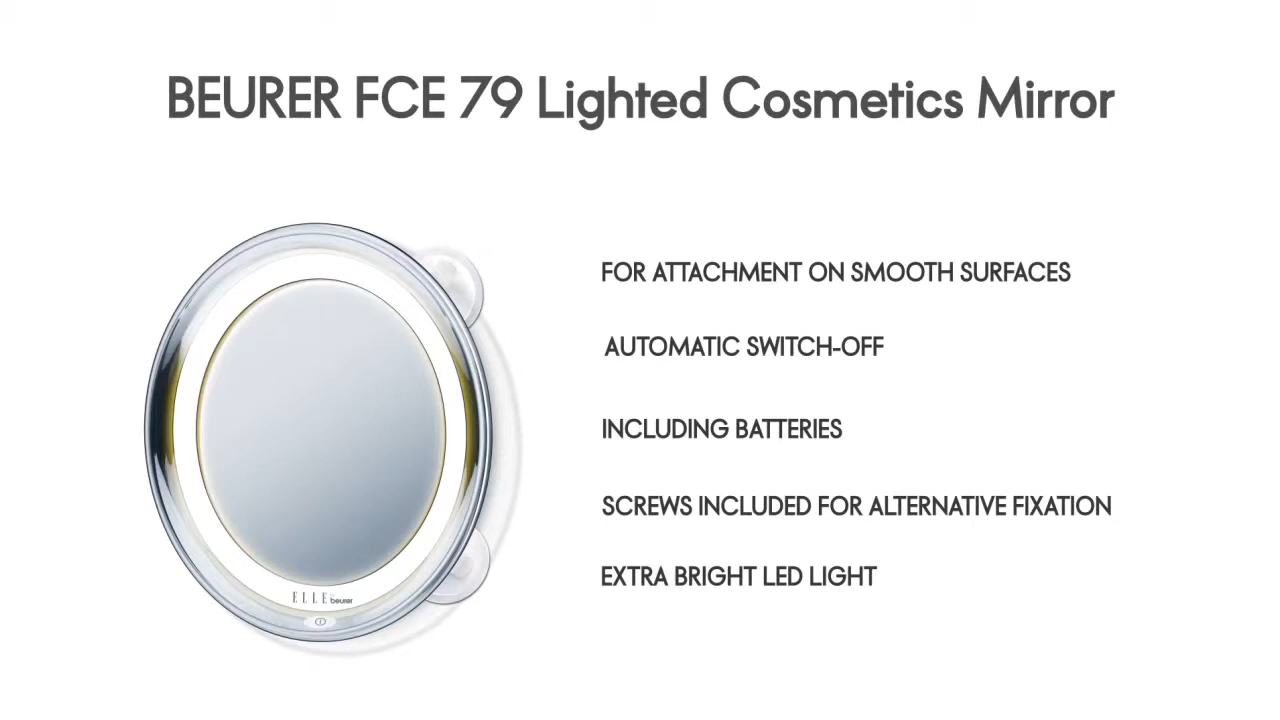 BEURER FCE 79 Lighted Cosmetics Mirror
FOR ATTACHMENT ON SMOOTH SURFACES
AUTOMATIC SWITCH-OFF
INCLUDING BATTERIES
SCREWS INCLUDED FOR ALTERNATIVE FIXATION
EXTRA BRIGHT LED LIGHT
ELLE beurer